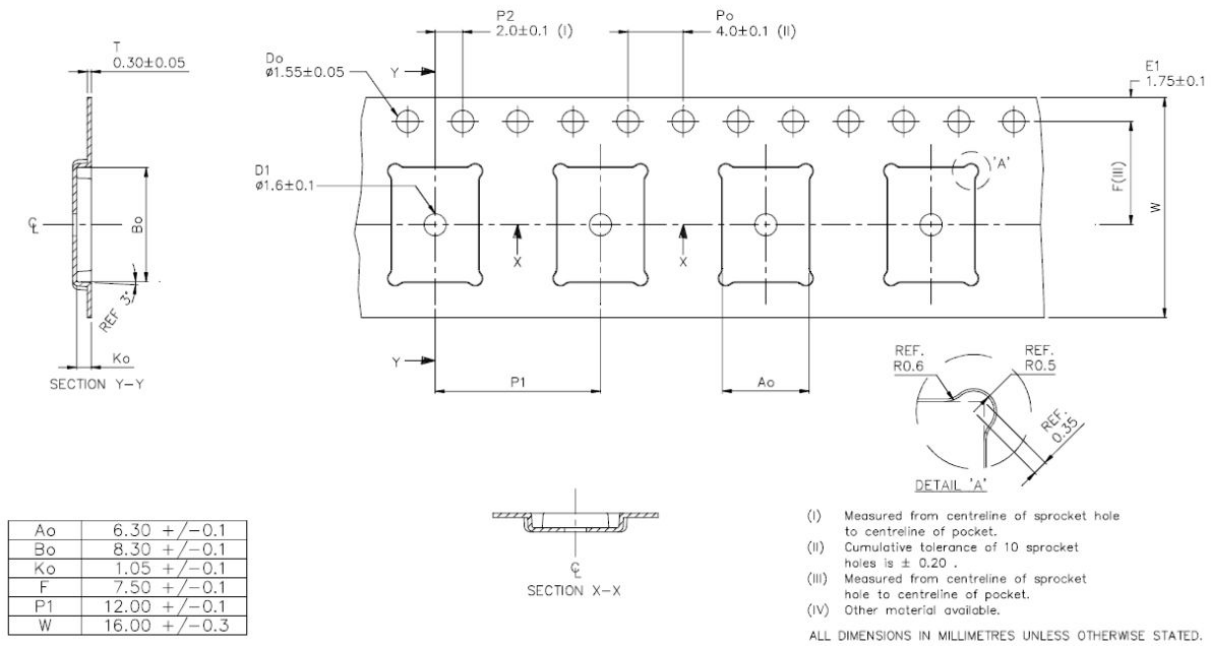 P2
2.0±0.1 (I)
Po
4.0±0.1 (II)
T
0.30±0.05
Do
ø1.55±0.05
Y
E1
1.75±0.1
'A'
D1
ø1.6±0.1
F(III)
W
Bo
℄
X
X
REF 3°
Ko
SECTION Y-Y
Y
P1
Ao
REF.
R0.6
REF.
R0.5
REF.
0.35
DETAIL 'A'
℄
SECTION X-X
Ao 6.30 +/-0.1
Bo 8.30 +/-0.1
Ko 1.05 +/-0.1
F 7.50 +/-0.1
P1 12.00 +/-0.1
W 16.00 +/-0.3
(I) Measured from centreline of sprocket hole
to centreline of pocket.
(II) Cumulative tolerance of 10 sprocket
holes is ± 0.20 .
(III) Measured from centreline of sprocket
hole to centreline of pocket.
(IV) Other material available.
ALL DIMENSIONS IN MILLIMETRES UNLESS OTHERWISE STATED.